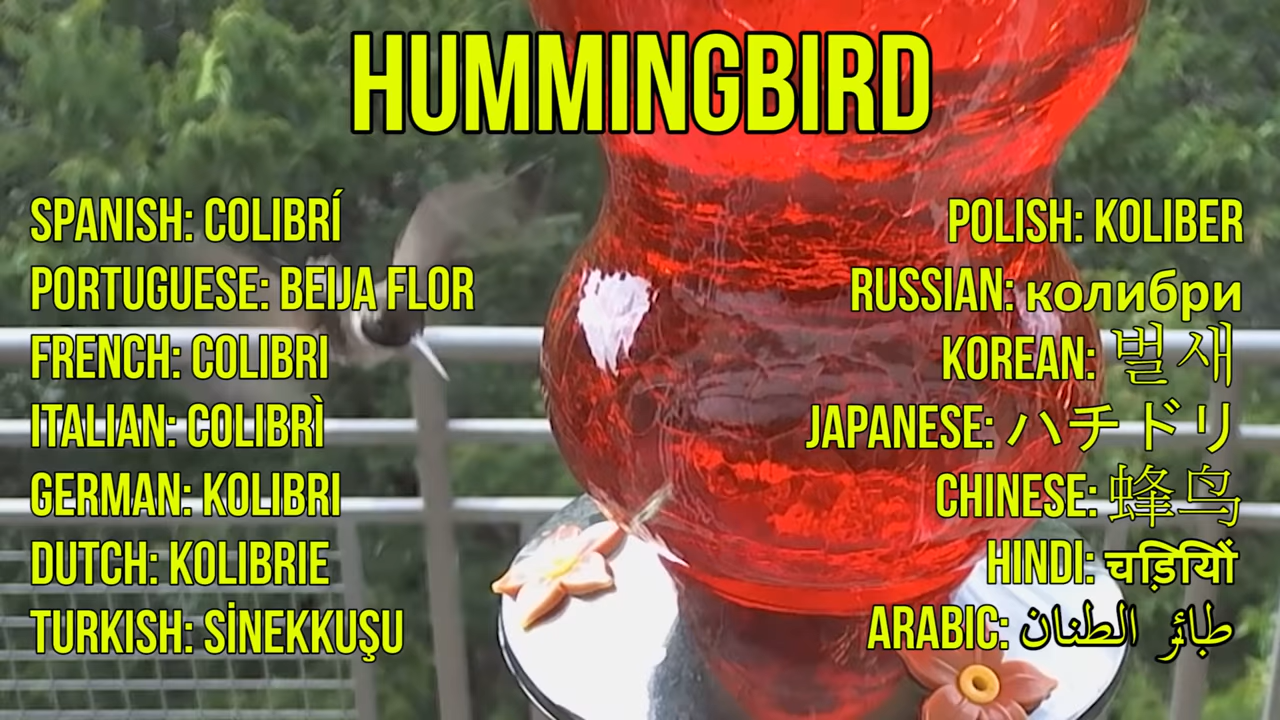 HUMMINGBIRD
SPANISH: COLIBRÍ
PORTUGUESE: BEIJA FLOR
FRENCH: COLIBRI
ITALIAN: COLIBRÌ
GERMAN: KOLIBRI
DUTCH: KOLIBRIE
TURKISH: SİNEKKUŞU
POLISH: KOLIBER
RUSSIAN: колибри
KOREAN: 벌새
JAPANESE: ハチドリ
CHINESE: 蜂鸟
HINDI: चड़ियों
ARABIC: طائر الطنان